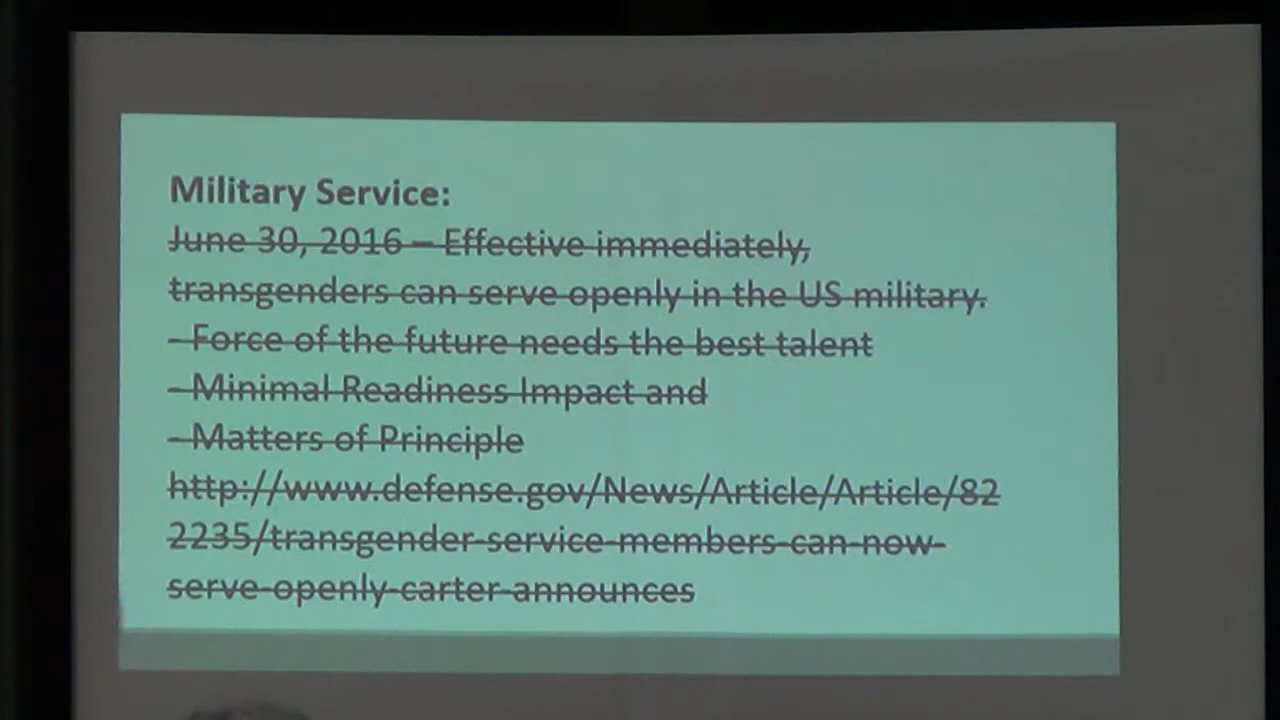 Military Service:
June 30, 2016 – Effective immediately,
transgenders can serve openly in the US military.
- Force of the future needs the best talent
- Minimal Readiness Impact and
- Matters of Principle
http://www.defense.gov/News/Article/Article/82
2235/transgender-service-members-can-now-
serve-openly-carter-announces